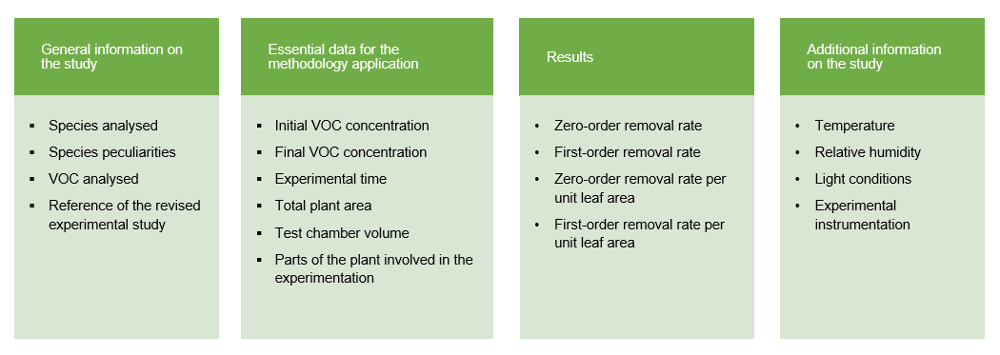 General information on
the study
▪ Species analysed
▪ Species peculiarities
▪ VOC analysed
▪ Reference of the revised
experimental study
Essential data for the
methodology application
▪ Initial VOC concentration
▪ Final VOC concentration
▪ Experimental time
▪ Total plant area
▪ Test chamber volume
▪ Parts of the plant involved in the
experimentation
Results
• Zero-order removal rate
• First-order removal rate
• Zero-order removal rate per
unit leaf area
• First-order removal rate per
unit leaf area
Additional information
on the study
• Temperature
• Relative humidity
• Light conditions
• Experimental
instrumentation